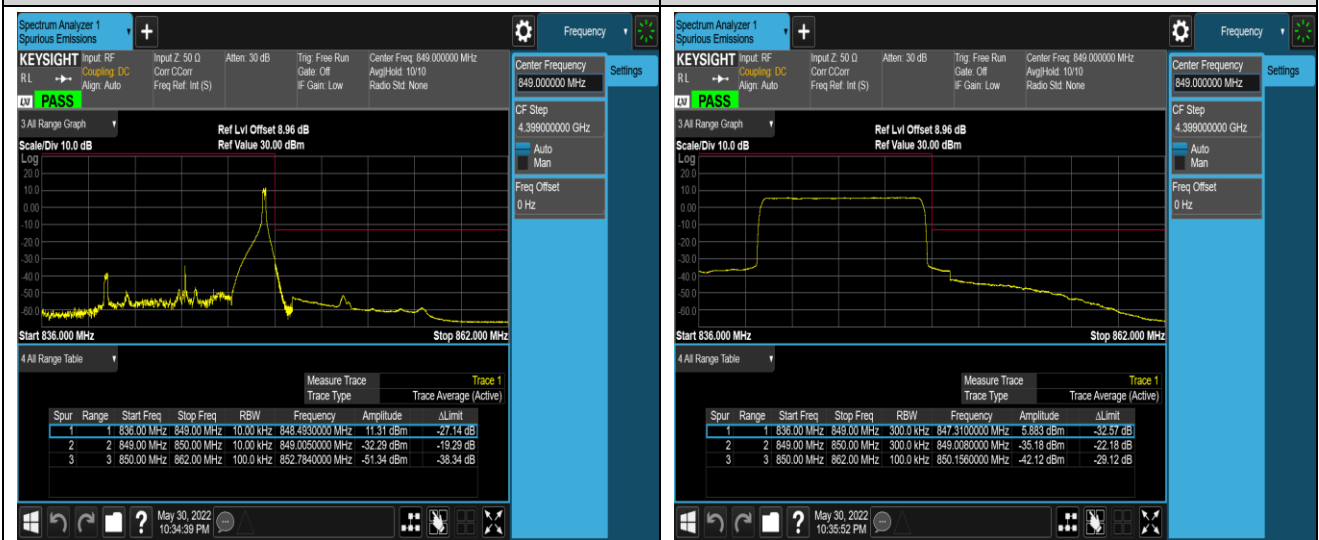 Spectrum Analyzer 1
Spurious Emissions
Frequency
KEYSIGHT Input: RF Input Z: 50 Ω Atten: 30 dB Trig: Free Run Center Freq: 849.000000 MHz
RL Coupling: DC Corr CCorr Gate: Off Avg|Hold: 10/10
Align: Auto Freq Ref: Int (S) IF Gain: Low Radio Std: None
LXI PASS
Center Frequency
849.000000 MHz
Settings
CF Step
4.399000000 GHz
Auto
Man
Freq Offset
0 Hz
3 All Range Graph
Ref Lvl Offset 8.96 dB
Scale/Div 10.0 dB Ref Value 30.00 dBm
Log
20.0
10.0
0.00
-10.0
-20.0
-30.0
-40.0
-50.0
-60.0
Start 836.000 MHz Stop 862.000 MHz
4 All Range Table
Measure Trace Trace 1
Trace Type Trace Average (Active)
Spur Range Start Freq Stop Freq RBW Frequency Amplitude ΔLimit
1 1 836.00 MHz 849.00 MHz 10.00 kHz 848.4930000 MHz 11.31 dBm -27.14 dB
2 2 849.00 MHz 850.00 MHz 10.00 kHz 849.0050000 MHz -32.29 dBm -19.29 dB
3 3 850.00 MHz 862.00 MHz 100.0 kHz 852.7840000 MHz -51.34 dBm -38.34 dB
? May 30, 2022
10:34:39 PM
Spectrum Analyzer 1
Spurious Emissions
Frequency
KEYSIGHT Input: RF Input Z: 50 Ω Atten: 30 dB Trig: Free Run Center Freq: 849.000000 MHz
RL Coupling: DC Corr CCorr Gate: Off Avg|Hold: 10/10
Align: Auto Freq Ref: Int (S) IF Gain: Low Radio Std: None
LXI PASS
Center Frequency
849.000000 MHz
Settings
CF Step
4.399000000 GHz
Auto
Man
Freq Offset
0 Hz
3 All Range Graph
Ref Lvl Offset 8.96 dB
Scale/Div 10.0 dB Ref Value 30.00 dBm
Log
20.0
10.0
0.00
-10.0
-20.0
-30.0
-40.0
-50.0
-60.0
Start 836.000 MHz Stop 862.000 MHz
4 All Range Table
Measure Trace Trace 1
Trace Type Trace Average (Active)
Spur Range Start Freq Stop Freq RBW Frequency Amplitude ΔLimit
1 1 836.00 MHz 849.00 MHz 300.0 kHz 847.3100000 MHz 5.883 dBm -32.57 dB
2 2 849.00 MHz 850.00 MHz 300.0 kHz 849.0080000 MHz -35.18 dBm -22.18 dB
3 3 850.00 MHz 862.00 MHz 100.0 kHz 850.1560000 MHz -42.12 dBm -29.12 dB
? May 30, 2022
10:35:52 PM